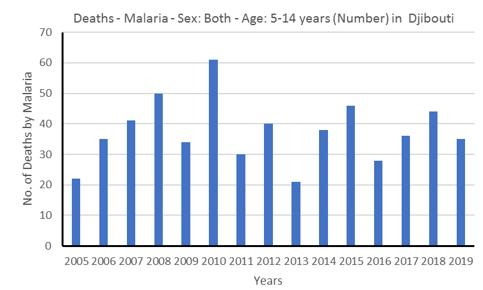 Deaths - Malaria - Sex: Both - Age: 5-14 years (Number) in  Djibouti
70
60
50
40
30
20
10
0
No. of Deaths by Malaria
2005 2006 2007 2008 2009 2010 2011 2012 2013 2014 2015 2016 2017 2018 2019
Years